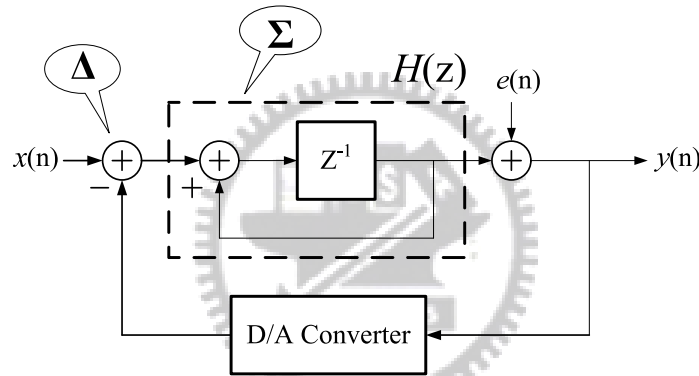 Σ
Δ
H(z)
e(n)
x(n)
+
+
Z⁻¹
+
y(n)
−
+
D/A Converter